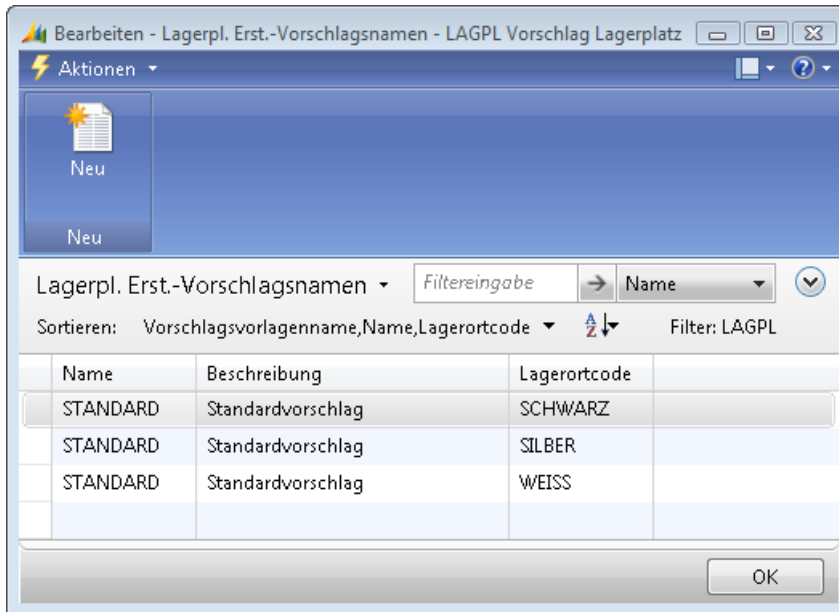 Bearbeiten - Lagerpl. Erst.-Vorschlagsnamen - LAGPL Vorschlag Lagerplatz
Aktionen
Neu
Neu
Lagerpl. Erst.-Vorschlagsnamen Filtereingabe Name
Sortieren: Vorschlagsvorlagenname,Name,Lagerortcode Filter: LAGPL
Name Beschreibung Lagerortcode
STANDARD Standardvorschlag SCHWARZ
STANDARD Standardvorschlag SILBER
STANDARD Standardvorschlag WEISS
OK